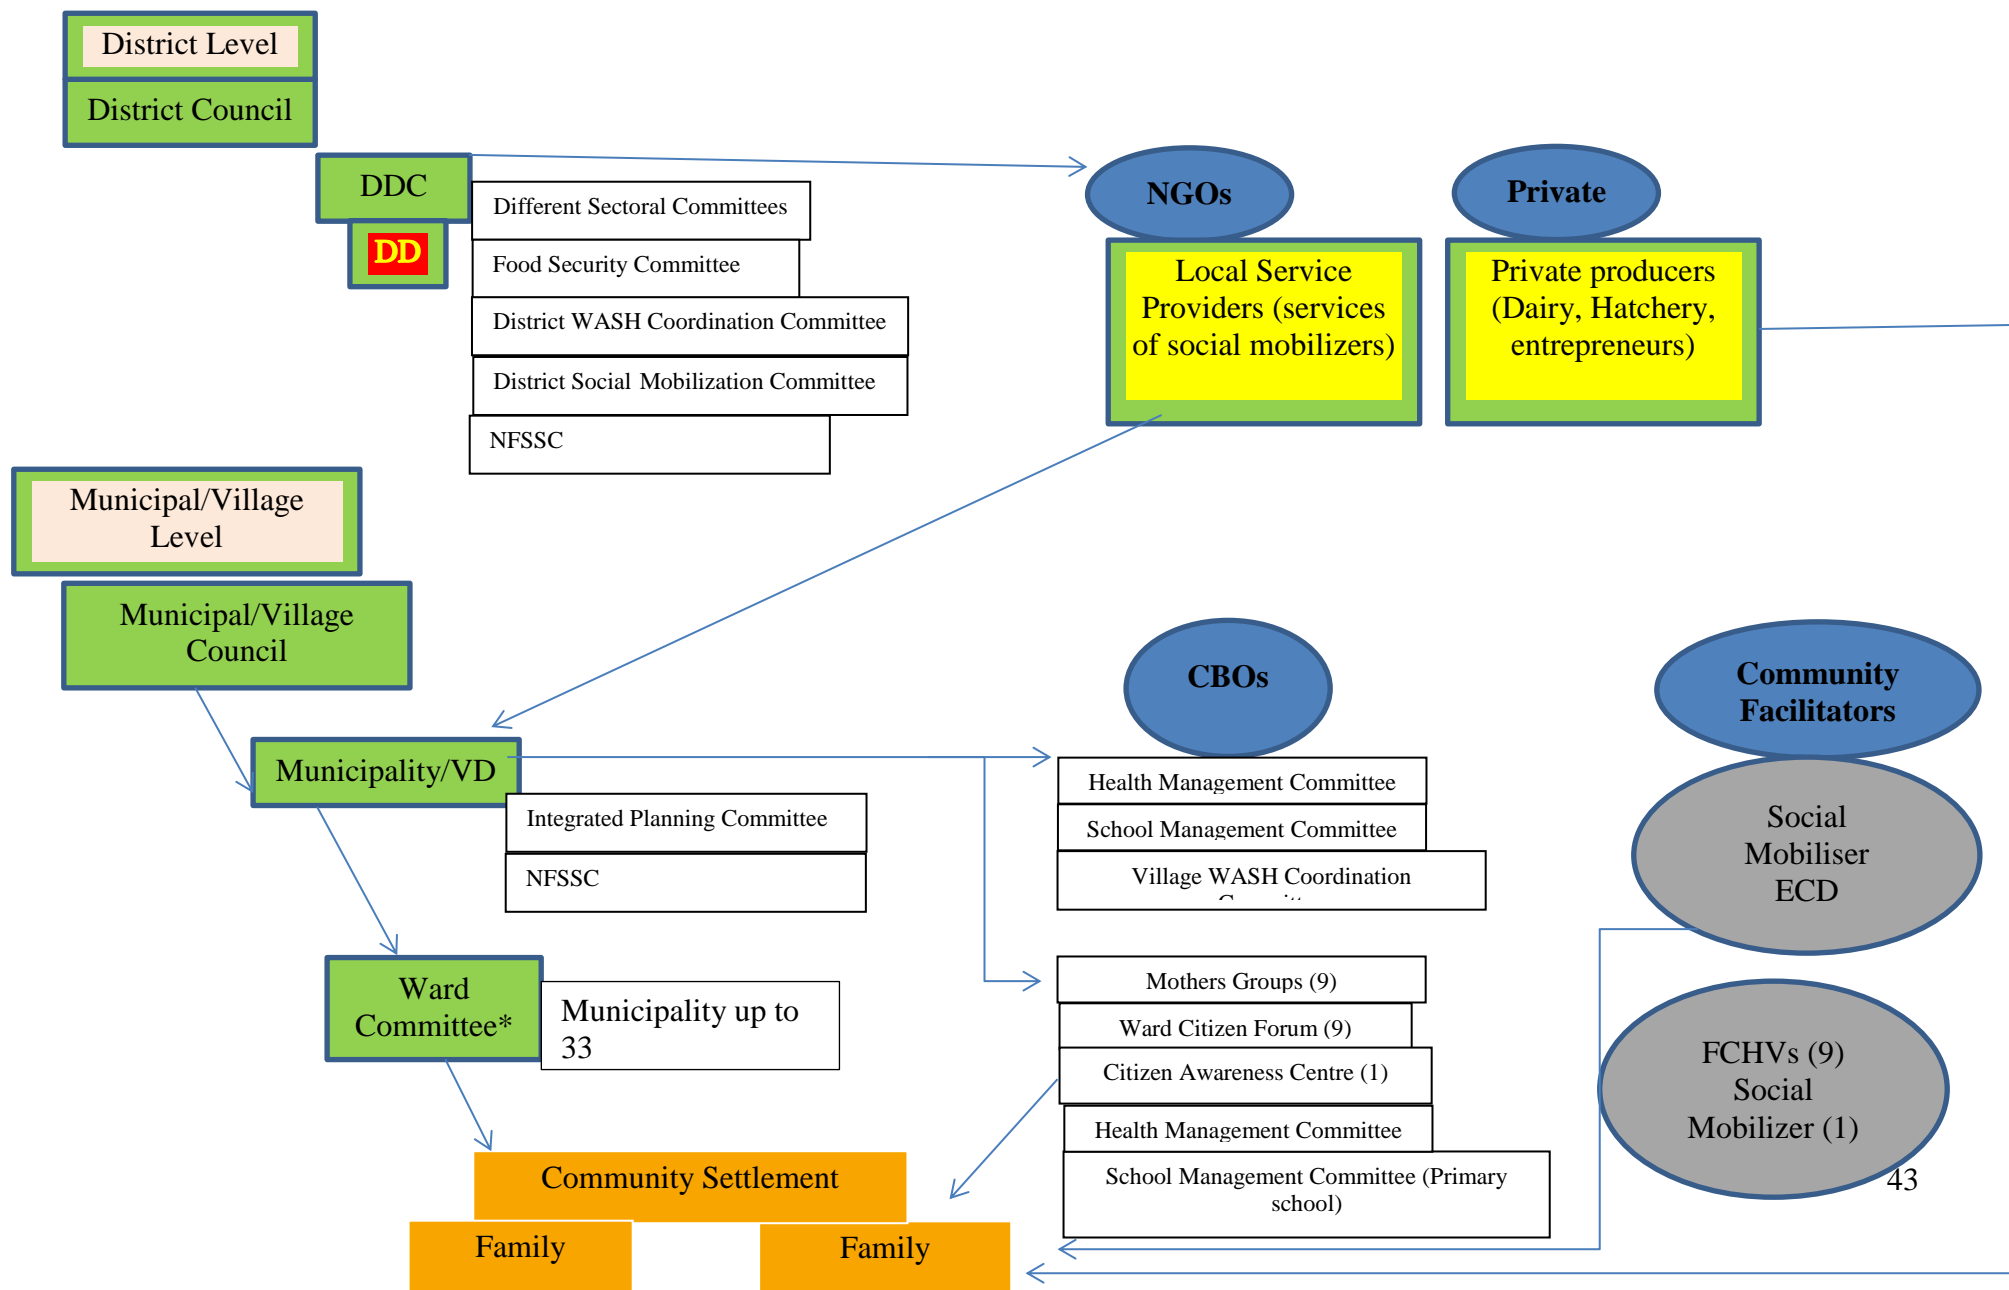 District Level
District Council
DDC
DD
Different Sectoral Committees
Food Security Committee
District WASH Coordination Committee
District Social Mobilization Committee
NFSSC
NGOs
Local Service
Providers (services
of social mobilizers)
Private
Private producers
(Dairy, Hatchery,
entrepreneurs)
Municipal/Village
Level
Municipal/Village
Council
Municipality/VD
Integrated Planning Committee
NFSSC
CBOs
Health Management Committee
School Management Committee
Village WASH Coordination
Community
Facilitators
Social
Mobiliser
ECD
Ward
Committee*
Municipality up to
33
Mothers Groups (9)
Ward Citizen Forum (9)
Citizen Awareness Centre (1)
Health Management Committee
School Management Committee (Primary
school)
FCHVs (9)
Social
Mobilizer (1)
Community Settlement
Family
Family
43